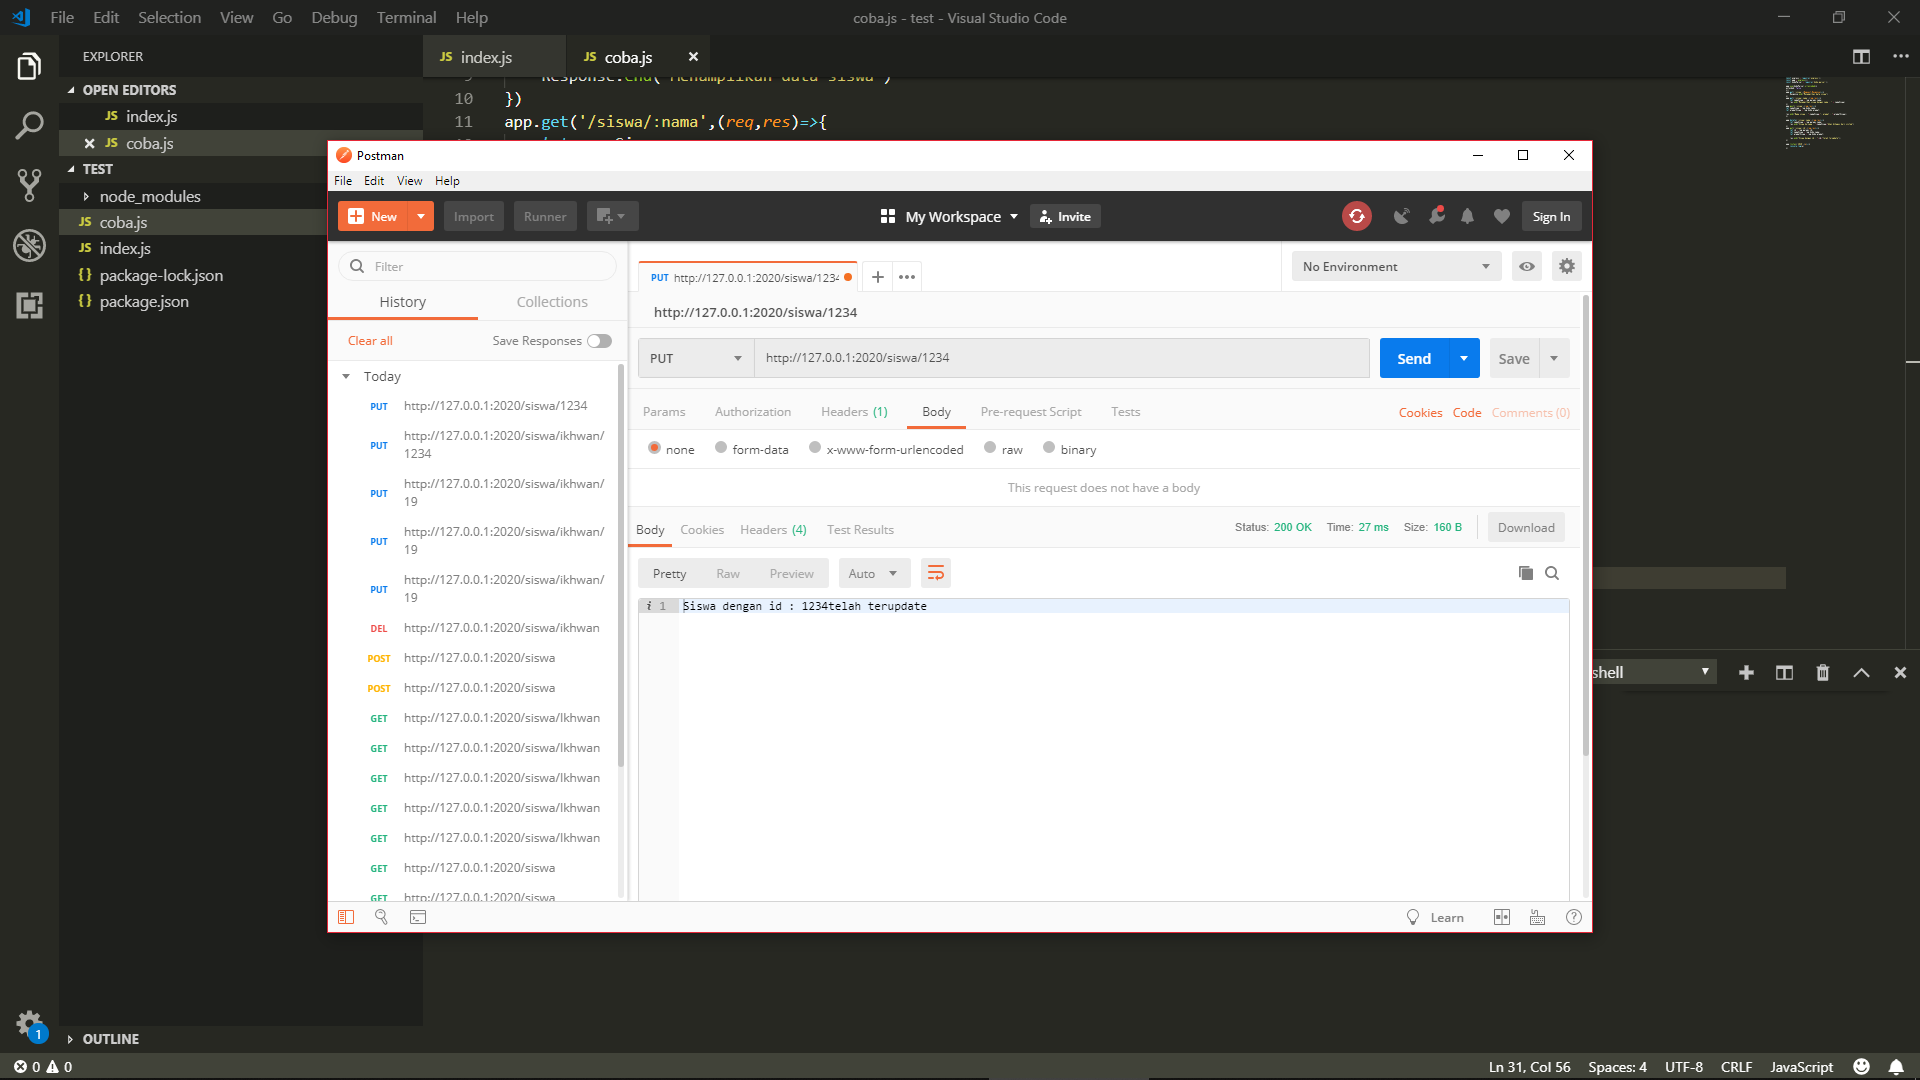 File Edit Selection View Go Debug Terminal Help
coba.js - test - Visual Studio Code
EXPLORER
OPEN EDITORS
JS index.js
JS coba.js
TEST
node_modules
JS coba.js
JS index.js
{} package-lock.json
{} package.json
OUTLINE
JS index.js
JS coba.js
10 })
11 app.get('/siswa/:nama',(req,res)=>{
Postman
File Edit View Help
New
Import
Runner
My Workspace
Invite
Sign In
Filter
History
Collections
Clear all
Save Responses
Today
PUT http://127.0.0.1:2020/siswa/1234
PUT http://127.0.0.1:2020/siswa/ikhwan/
1234
PUT http://127.0.0.1:2020/siswa/ikhwan/
19
PUT http://127.0.0.1:2020/siswa/ikhwan/
19
PUT http://127.0.0.1:2020/siswa/ikhwan/
19
DEL http://127.0.0.1:2020/siswa/ikhwan
POST http://127.0.0.1:2020/siswa
POST http://127.0.0.1:2020/siswa
GET http://127.0.0.1:2020/siswa/Ikhwan
GET http://127.0.0.1:2020/siswa/Ikhwan
GET http://127.0.0.1:2020/siswa/Ikhwan
GET http://127.0.0.1:2020/siswa/Ikhwan
GET http://127.0.0.1:2020/siswa/Ikhwan
GET http://127.0.0.1:2020/siswa
GET http://127.0.0.1:2020/siswa
PUT http://127.0.0.1:2020/siswa/1234
No Environment
http://127.0.0.1:2020/siswa/1234
PUT http://127.0.0.1:2020/siswa/1234
Send
Save
Params Authorization Headers (1) Body Pre-request Script Tests
Cookies Code Comments (0)
none form-data x-www-form-urlencoded raw binary
This request does not have a body
Body Cookies Headers (4) Test Results
Status: 200 OK Time: 27 ms Size: 160 B
Download
Pretty Raw Preview
Auto
i 1 Siswa dengan id : 1234telah terupdate
Learn
shell
1
0 0
Ln 31, Col 56 Spaces: 4 UTF-8 CRLF JavaScript